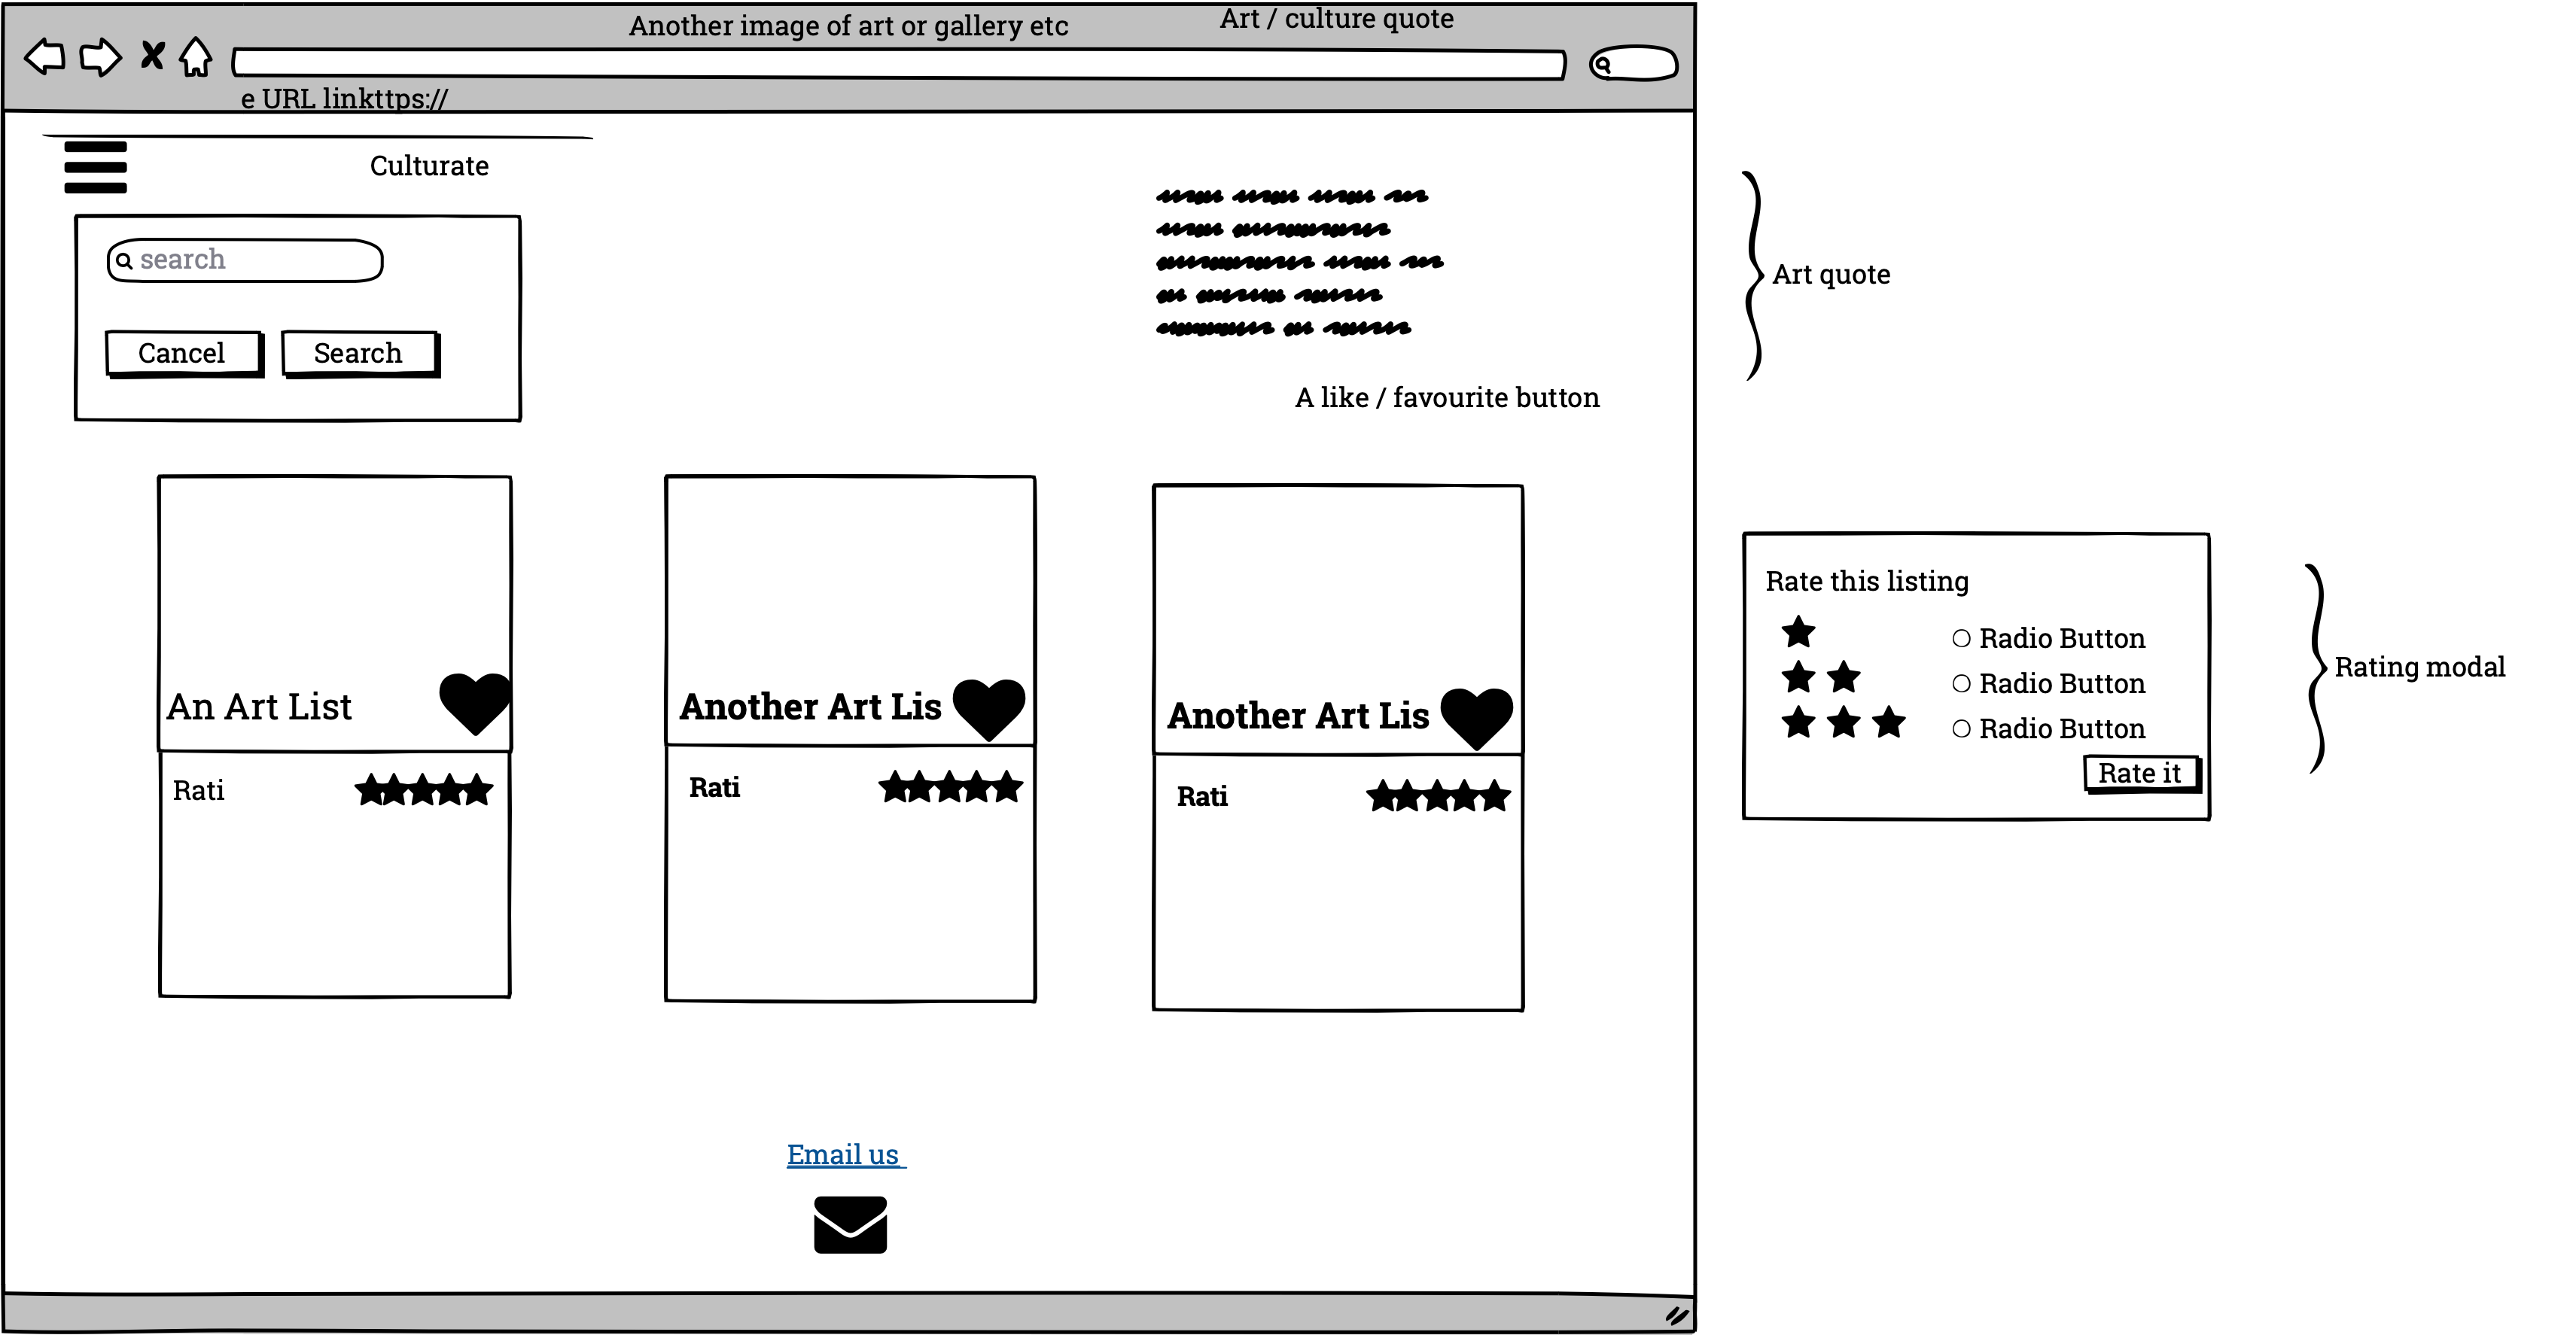 Another image of art or gallery etc
Art / culture quote
e URL linkttps://
Culturate
search
Cancel
Search
Art quote
A like / favourite button
An Art List
Another Art Lis
Another Art Lis
Rati
Rati
Rati
Rate this listing
Radio Button
Radio Button
Radio Button
Rate it
Rating modal
Email us